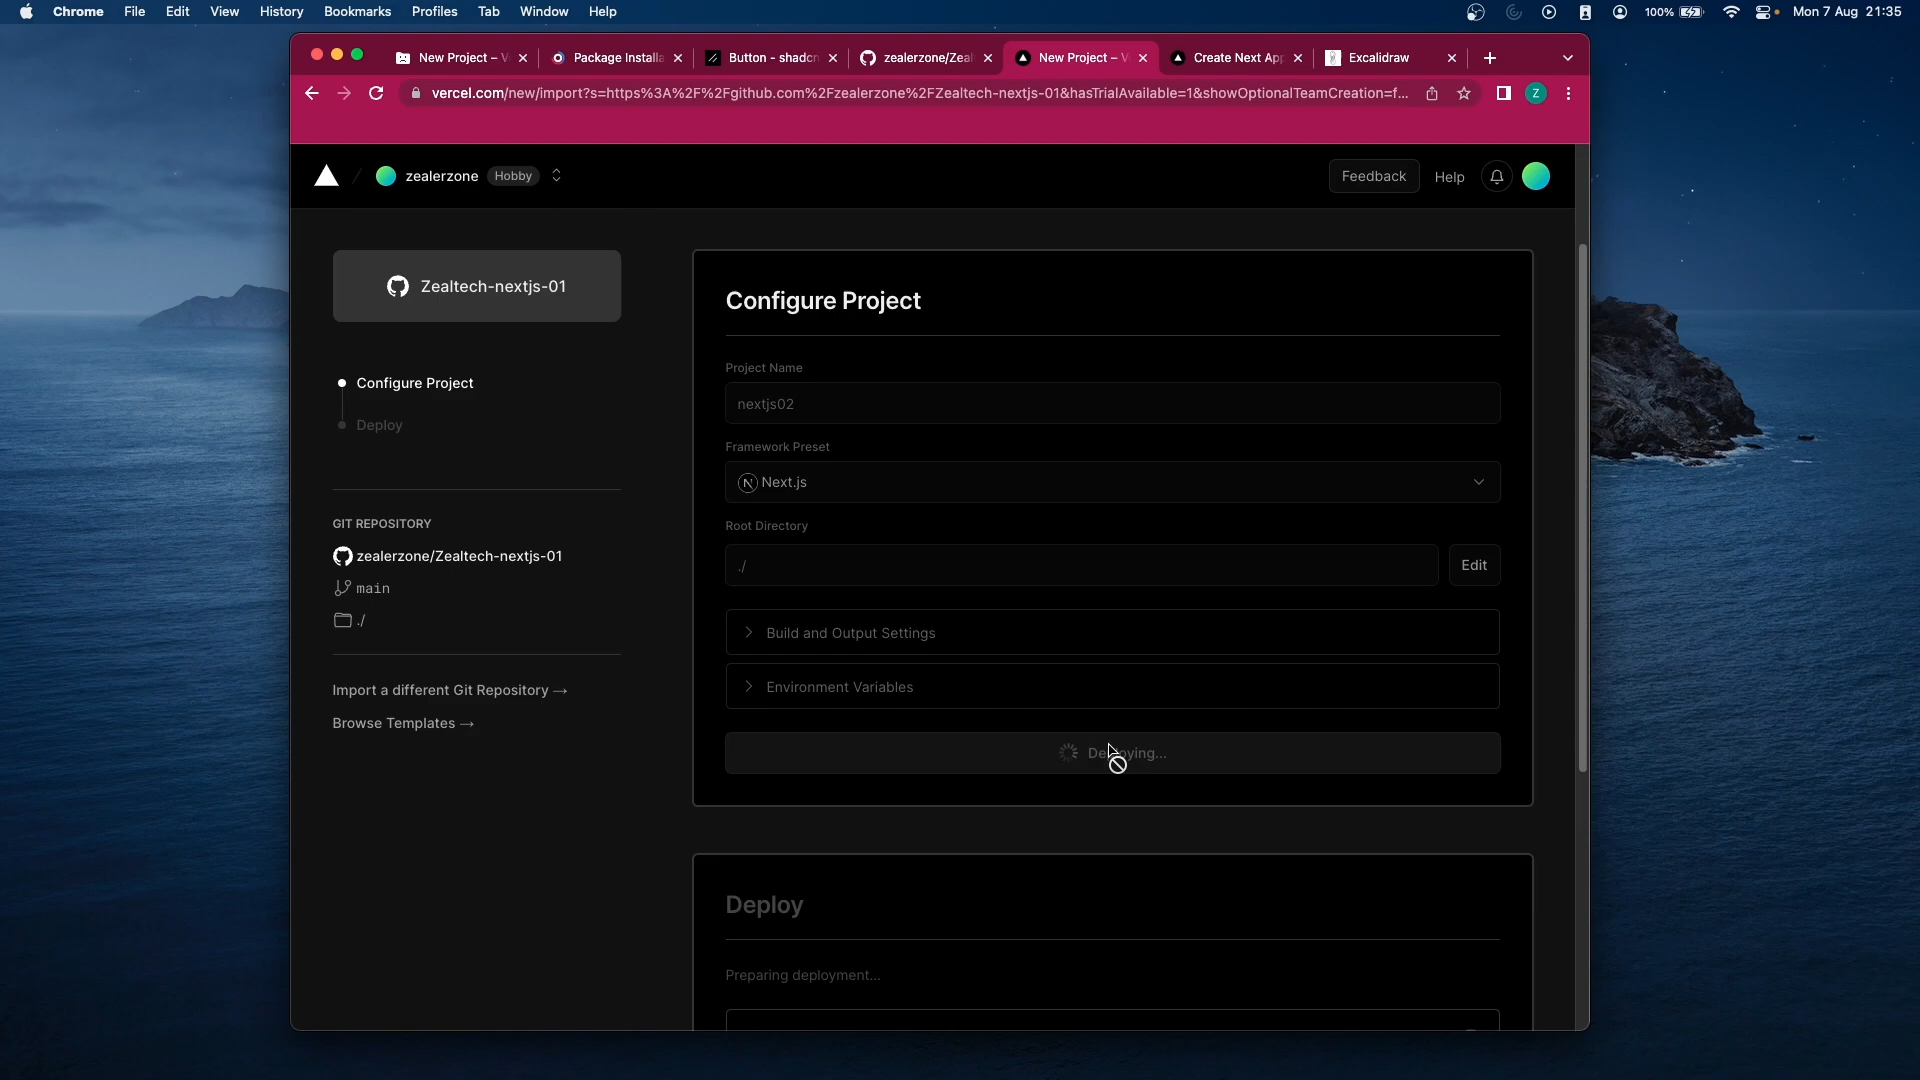 Chrome File Edit View History Bookmarks Profiles Tab Window Help 100% Mon 7 Aug 21:35
New Project – V Package Installa Button - shadcn zealerzone/Zeal New Project – V Create Next App Excalidraw
vercel.com/new/import?s=https%3A%2F%2Fgithub.com%2Fzealerzone%2FZealtech-nextjs-01&hasTrialAvailable=1&showOptionalTeamCreation=f... Z
/ zealerzone Hobby Feedback Help
Zealtech-nextjs-01
Configure Project
Deploy
GIT REPOSITORY
zealerzone/Zealtech-nextjs-01
main
./
Import a different Git Repository →
Browse Templates →
Configure Project
Project Name
nextjs02
Framework Preset
N Next.js
Root Directory
./ Edit
Build and Output Settings
Environment Variables
Deploying...
Deploy
Preparing deployment...